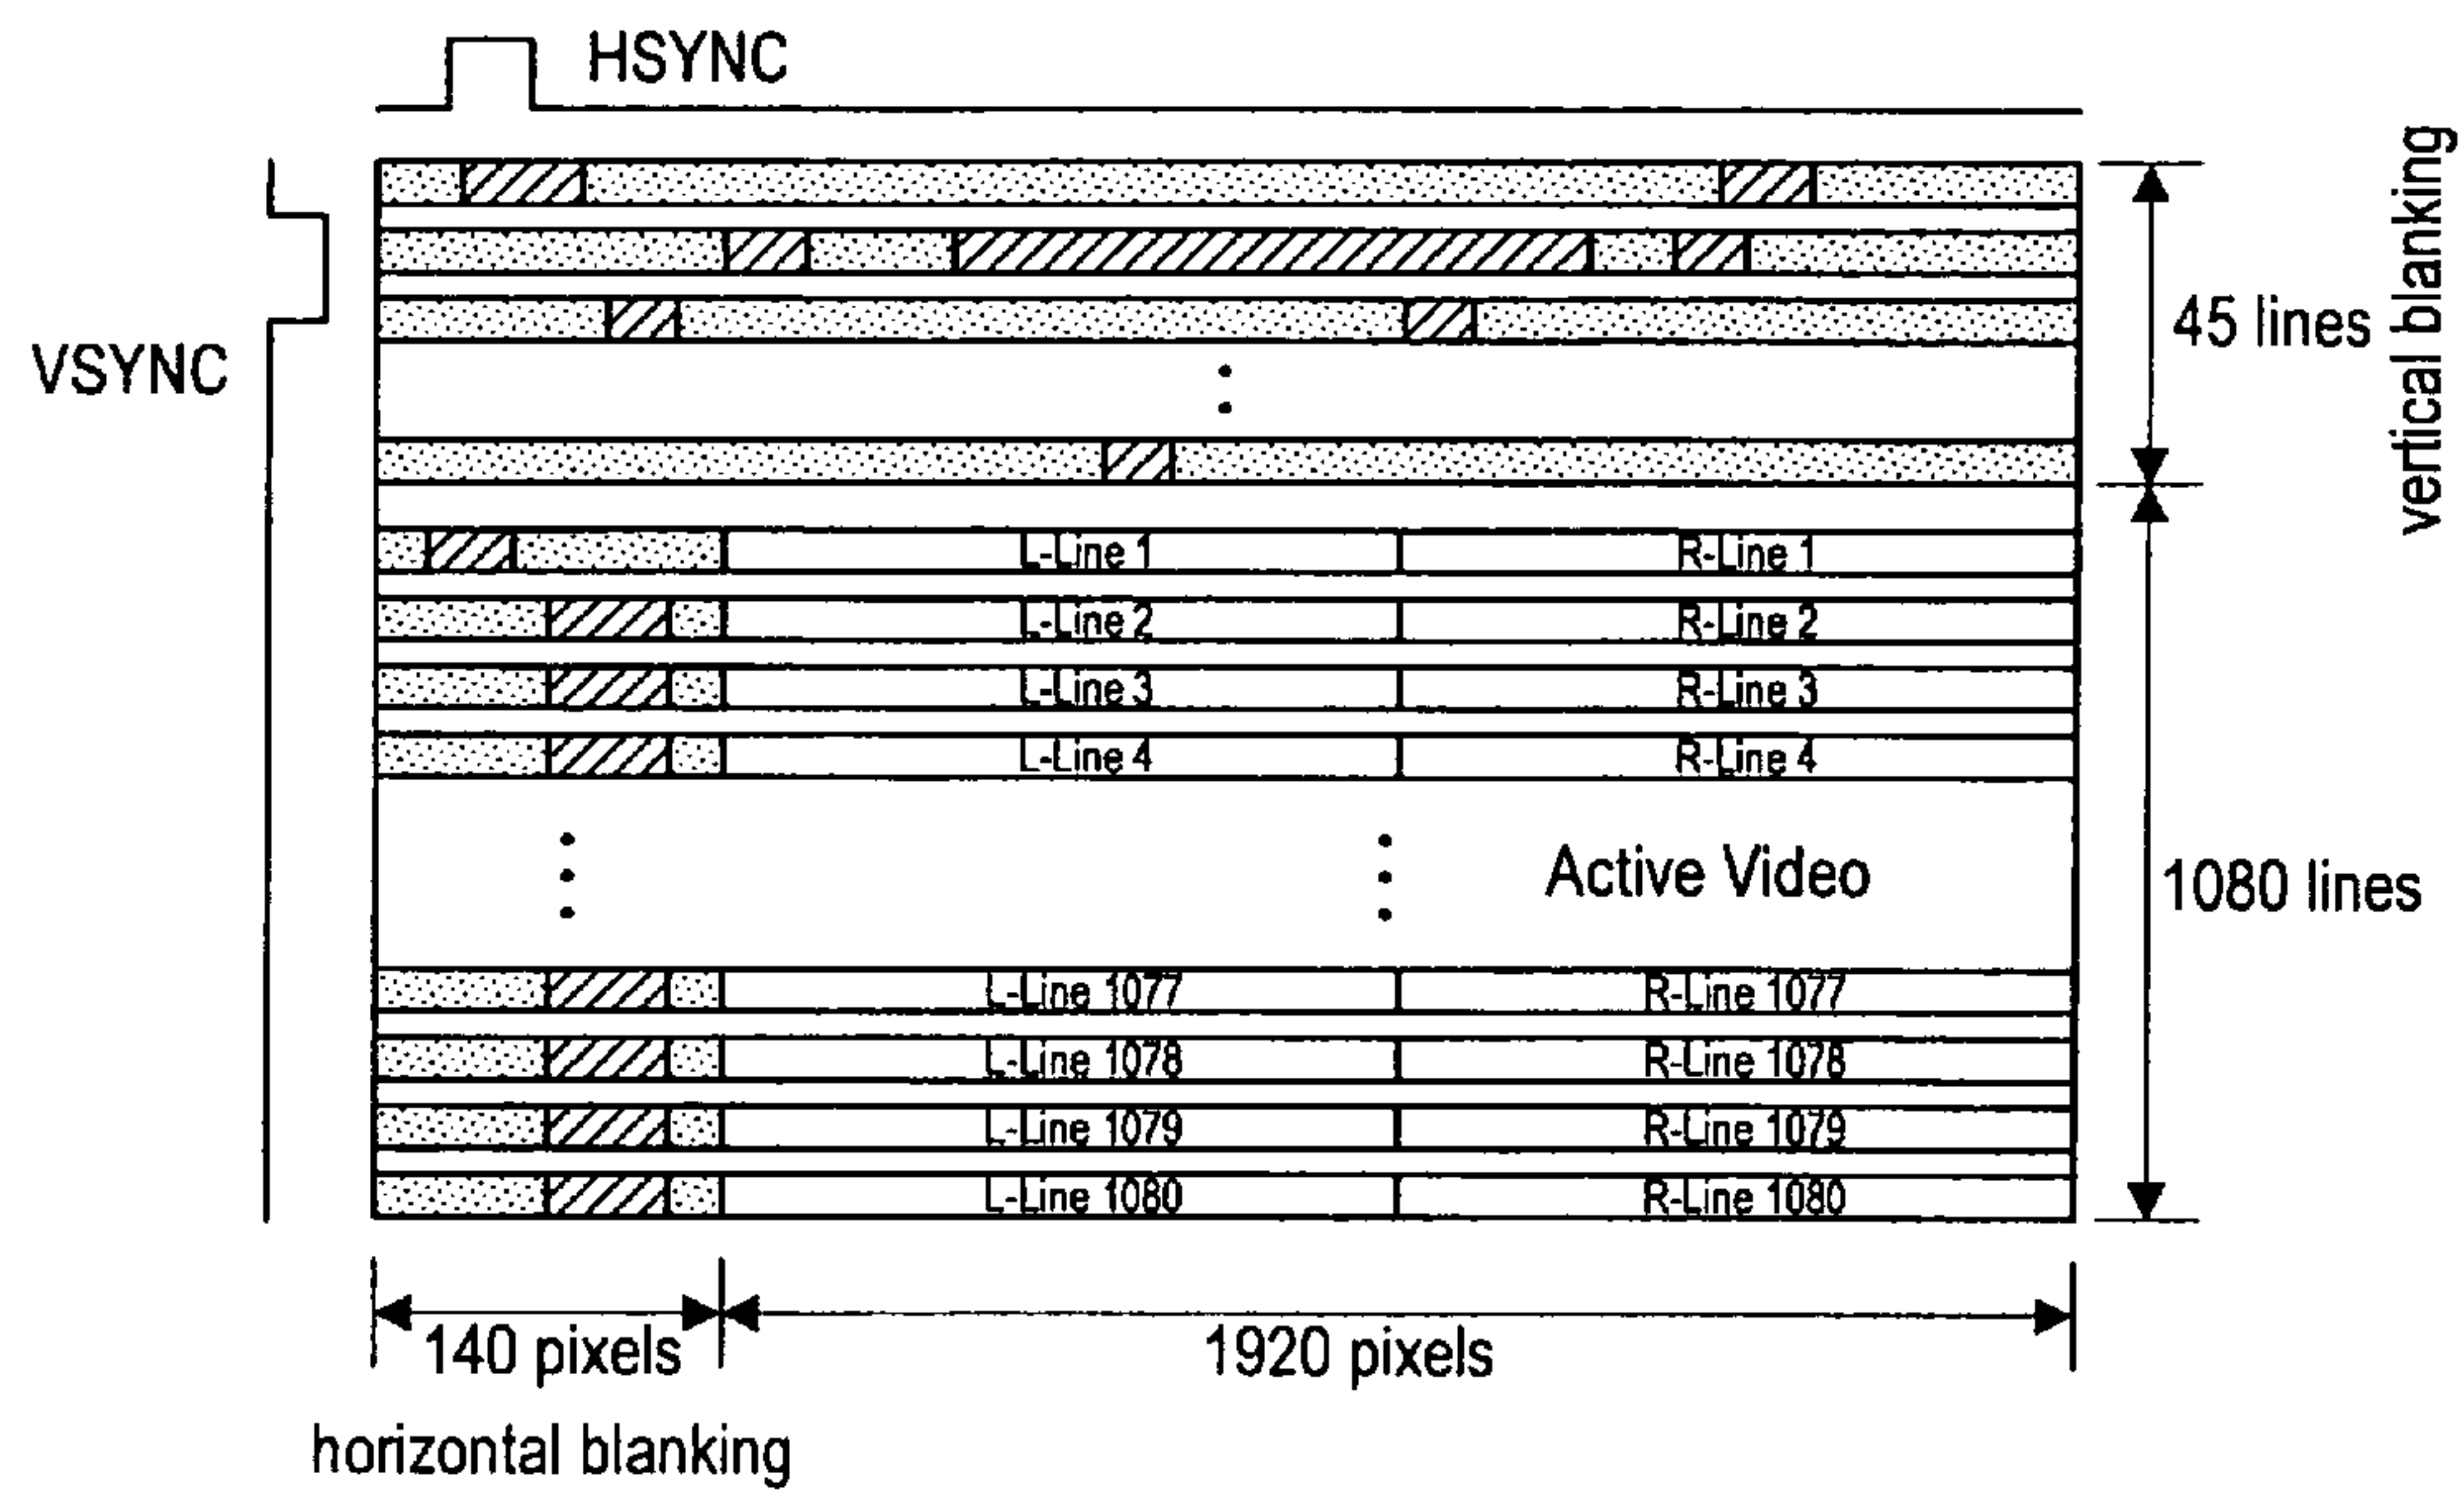 HSYNC
VSYNC
45 lines
vertical blanking
L-Line 1 R-Line 1
L-Line 2 R-Line 2
L-Line 3 R-Line 3
L-Line 4 R-Line 4
Active Video
1080 lines
L-Line 1077 R-Line 1077
L-Line 1078 R-Line 1078
L-Line 1079 R-Line 1079
L-Line 1080 R-Line 1080
140 pixels
1920 pixels
horizontal blanking